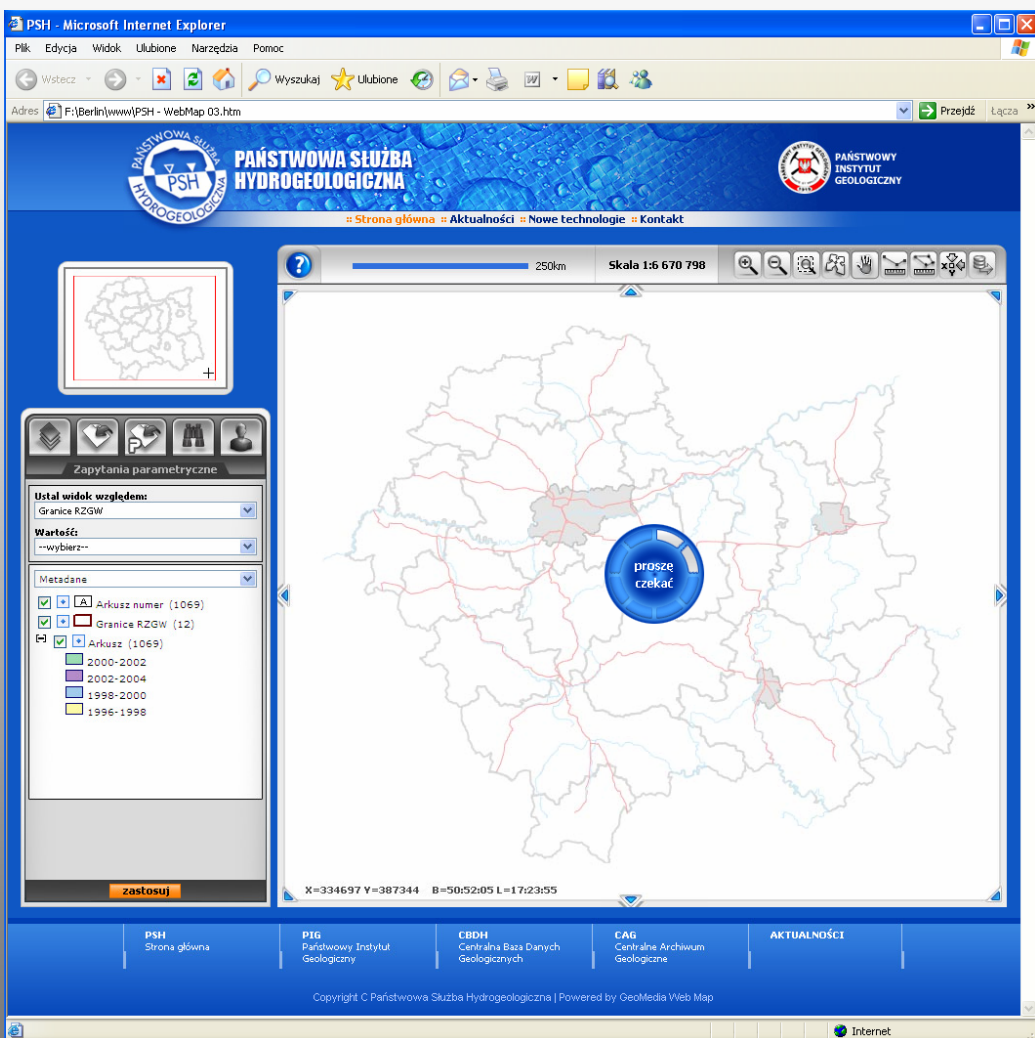 PSH - Microsoft Internet Explorer
Plik Edycja Widok Ulubione Narzędzia Pomoc
Wstecz Wyszukaj Ulubione
Adres F:\Berlin\www\PSH - WebMap 03.htm Przejdź Łącza »
PAŃSTWOWA SŁUŻBA HYDROGEOLOGICZNA
PSH
PAŃSTWOWA SŁUŻBA
HYDROGEOLOGICZNA
PAŃSTWOWY
INSTYTUT
GEOLOGICZNY
Strona główna Aktualności Nowe technologie Kontakt
? 250km Skala 1:6 670 798
P
Zapytania parametryczne
Ustal widok względem:
Granice RZGW
Wartość:
--wybierz--
Metadane
A Arkusz numer (1069)
Granice RZGW (12)
Arkusz (1069)
2000-2002
2002-2004
1998-2000
1996-1998
zastosuj
proszę
czekać
X=334697 Y=387344 B=50:52:05 L=17:23:55
PSH
Strona główna
PIG
Państwowy Instytut
Geologiczny
CBDH
Centralna Baza Danych
Geologicznych
CAG
Centralne Archiwum
Geologiczne
AKTUALNOŚCI
Copyright C Państwowa Służba Hydrogeologiczna | Powered by GeoMedia Web Map
Internet